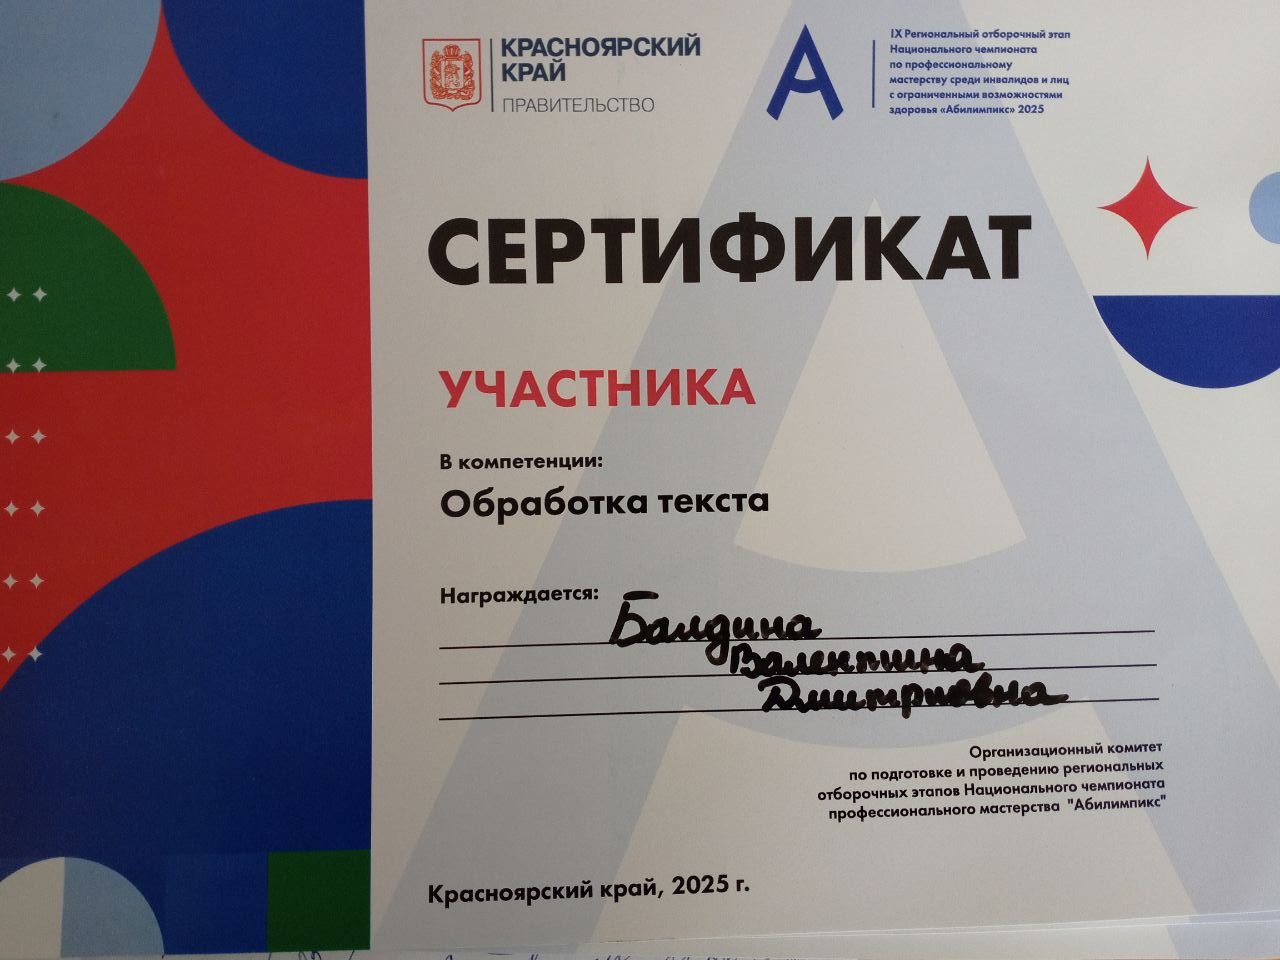 КРАСНОЯРСКИЙ
КРАЙ
ПРАВИТЕЛЬСТВО
IX Региональный отборочный этап
Национального чемпионата
по профессиональному
мастерству среди инвалидов и лиц
с ограниченными возможностями
здоровья «Абилимпикс» 2025
СЕРТИФИКАТ
УЧАСТНИКА
В компетенции:
Обработка текста
Награждается: Балдина
Валентина
Дмитриовна
Организационный комитет
по подготовке и проведению региональных
отборочных этапов Национального чемпионата
профессионального мастерства "Абилимпикс"
Красноярский край, 2025 г.